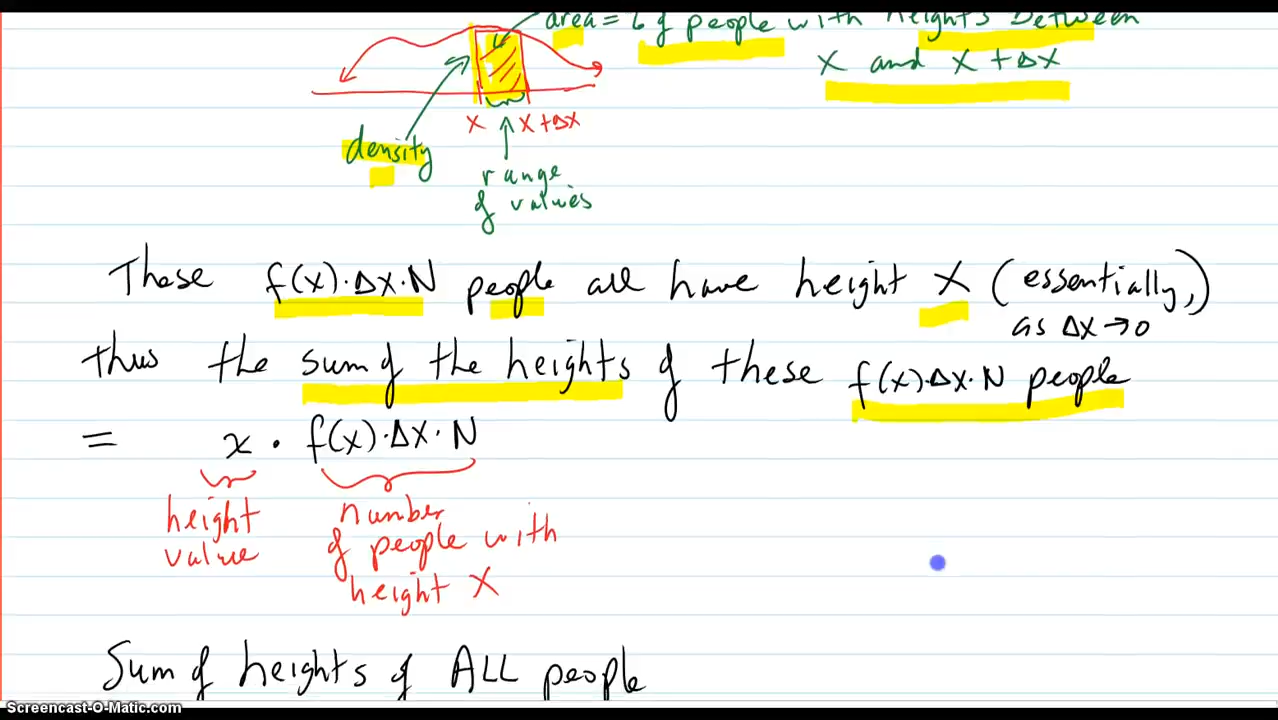 area = % of people with heights between
x and x + Δx
density
x x + Δx
range
of values
These f(x)·Δx·N people all have height x (essentially,)
as Δx → 0
thus the sum of the heights of these f(x)·Δx·N people
= x · f(x)·Δx·N
height
value
number
of people with
height x
Sum of heights of ALL people
Screencast-O-Matic.com